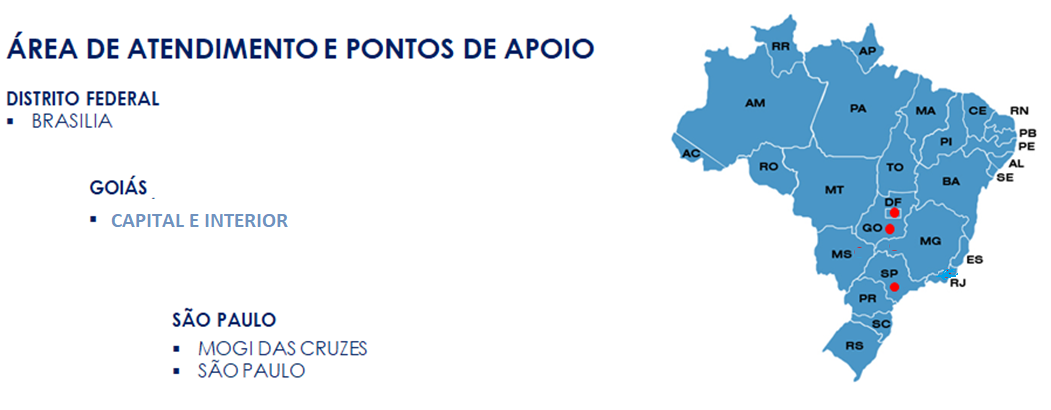 ÁREA DE ATENDIMENTO E PONTOS DE APOIO
DISTRITO FEDERAL
▪ BRASILIA
GOIÁS
▪ CAPITAL E INTERIOR
SÃO PAULO
▪ MOGI DAS CRUZES
▪ SÃO PAULO
RR
AP
AM
PA
MA
CE
RN
PB
PE
PI
AL
SE
AC
RO
TO
BA
MT
DF
GO
MG
MS
ES
SP
RJ
PR
SC
RS